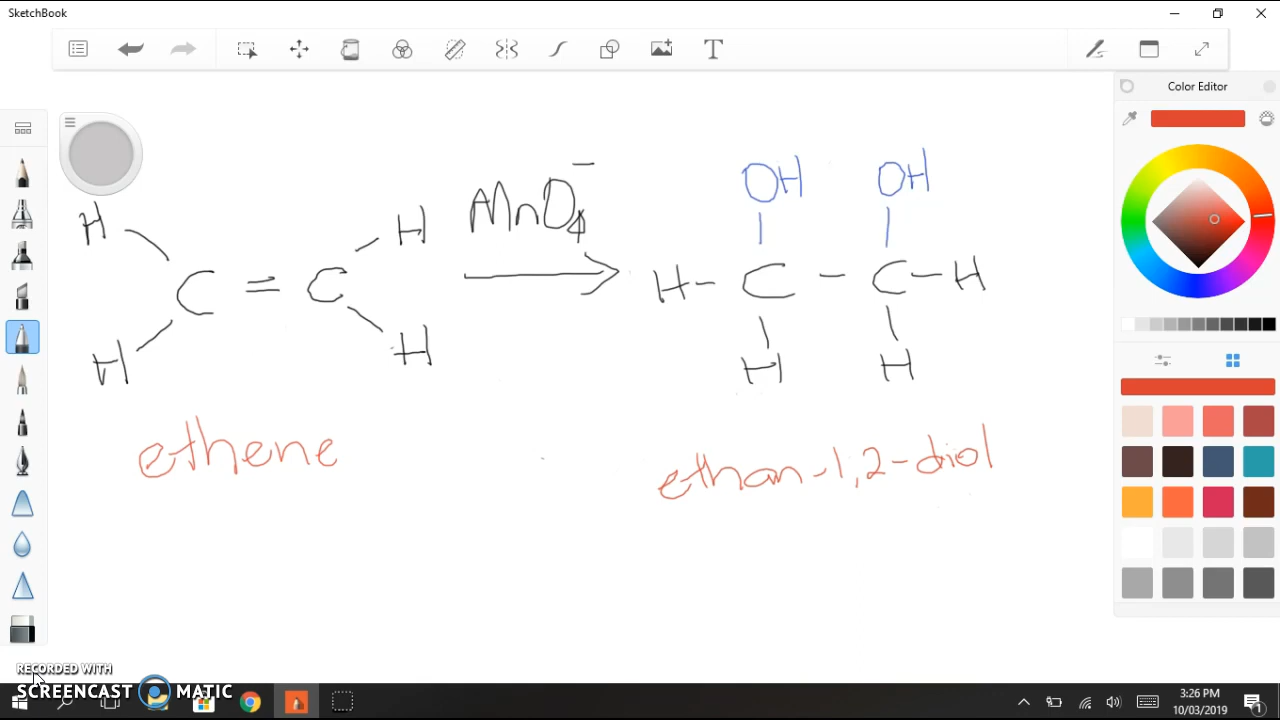 SketchBook
T
Color Editor
H
H
MnO4⁻
OH
OH
C = C
H - C - C - H
H
H
H
H
ethene
ethan-1,2-diol
RECORDED WITH
SCREENCAST MATIC
3:26 PM
10/03/2019
1